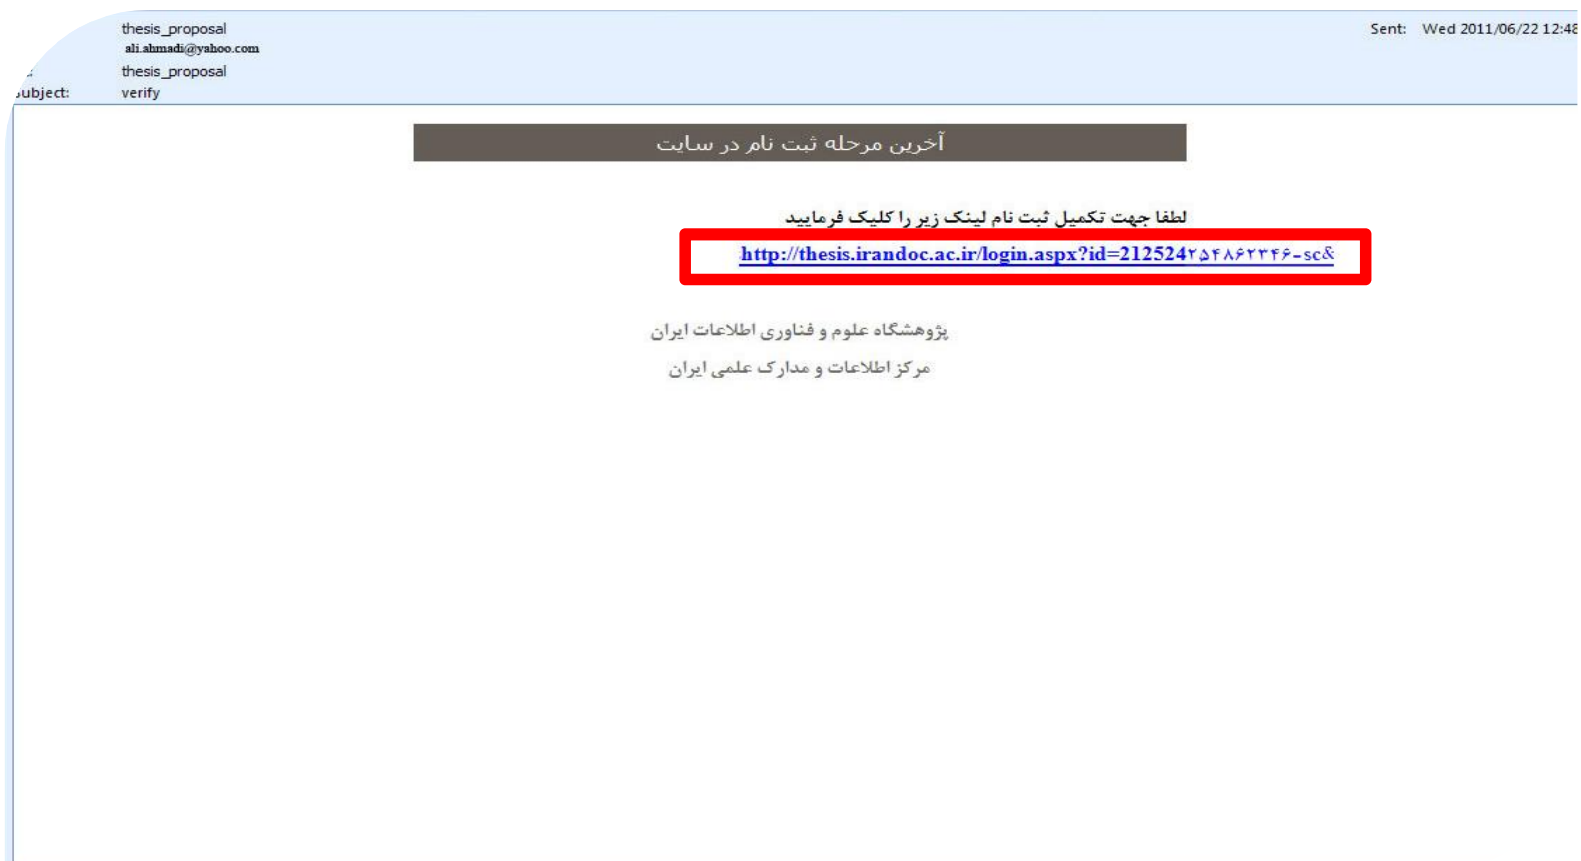 thesis_proposal
Sent: Wed 2011/06/22 12:48
ali.ahmadi@yahoo.com
thesis_proposal
ubject: verify
آخرین مرحله ثبت نام در سایت
لطفا جهت تکمیل ثبت نام لینک زیر را کلیک فرمایید
http://thesis.irandoc.ac.ir/login.aspx?id=212524۲۵۴۸۶۲۳۴۶-sc&
پژوهشگاه علوم و فناوری اطلاعات ایران
مرکز اطلاعات و مدارک علمی ایران